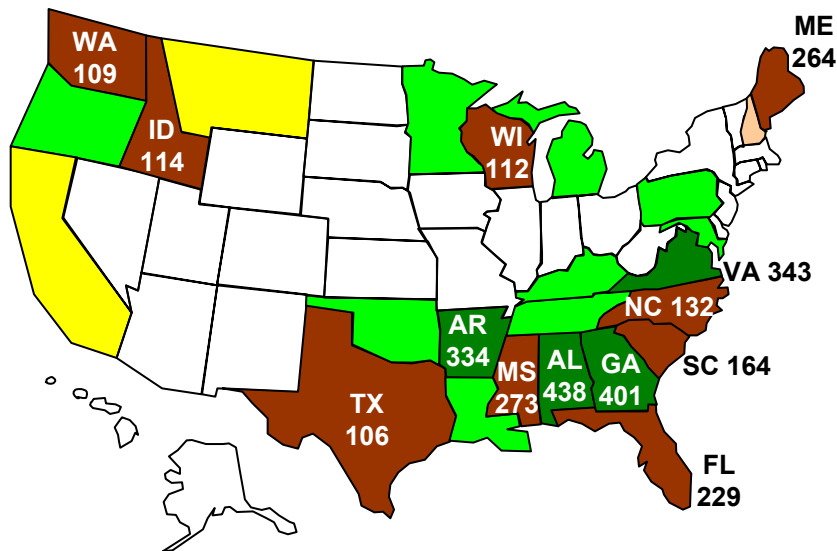 ME
264
WA
109
ID
114
WI
112
VA 343
NC 132
AR
334
MS
273
AL
438
GA
401
SC 164
TX
106
FL
229